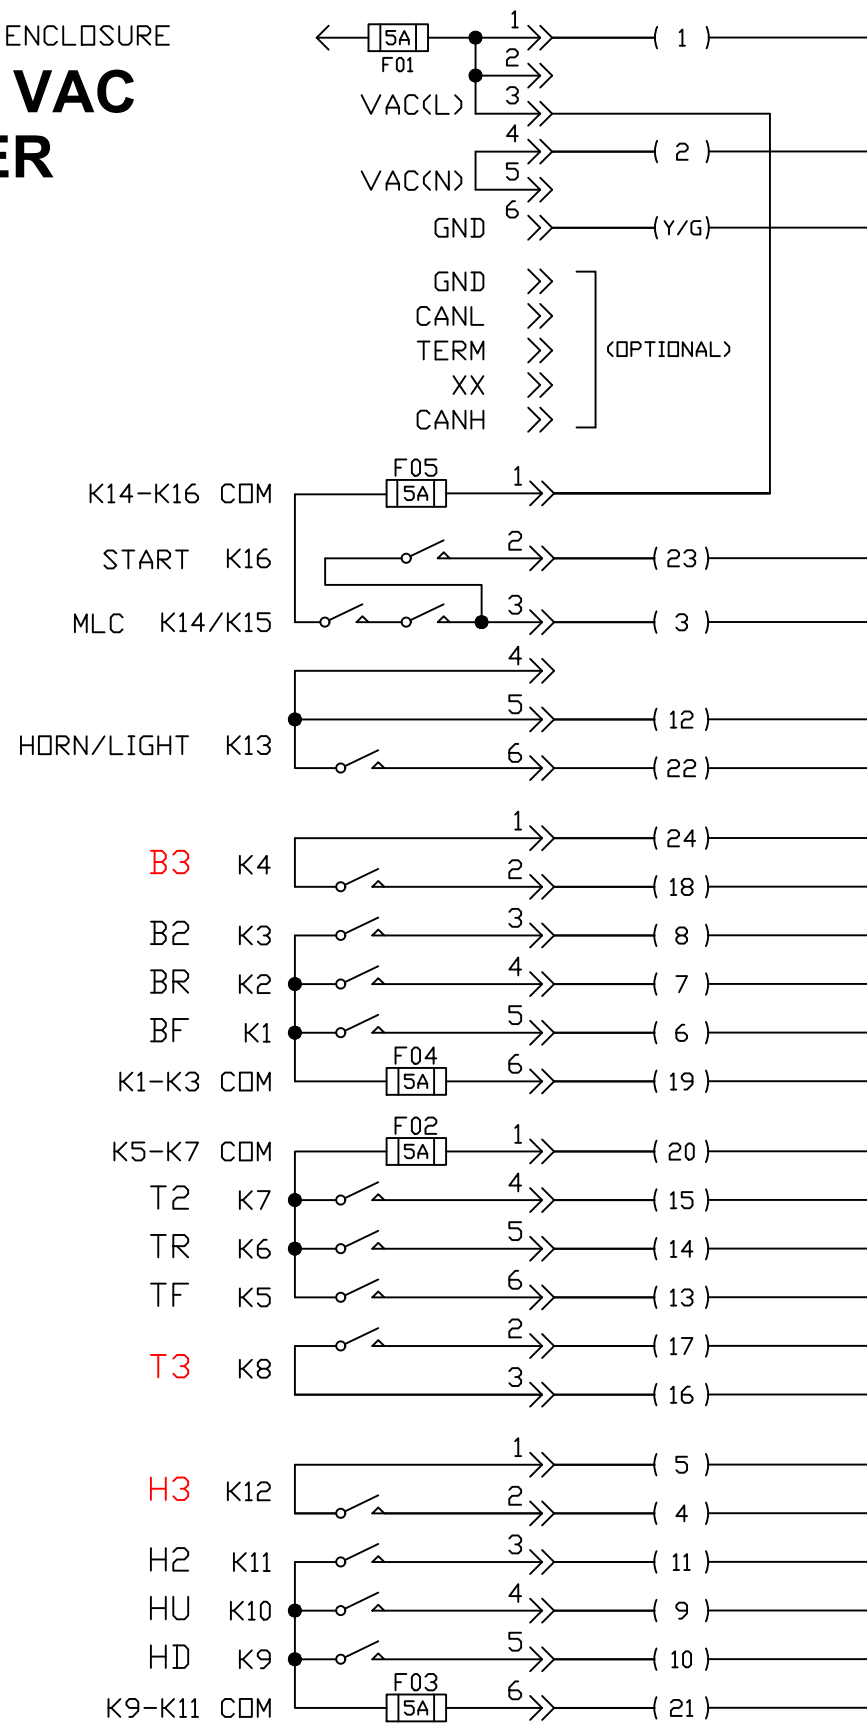 ENCLOSURE
VAC
ER
5A
F01
1
( 1 )
2
VAC(L)
3
4
( 2 )
VAC(N)
5
GND
6
(Y/G)
GND
CANL
TERM
(OPTIONAL)
XX
CANH
F05
K14-K16 COM
5A
1
START K16
2
( 23 )
MLC K14/K15
3
( 3 )
4
5
( 12 )
HORN/LIGHT K13
6
( 22 )
1
( 24 )
B3 K4
2
( 18 )
B2 K3
3
( 8 )
BR K2
4
( 7 )
BF K1
5
( 6 )
F04
K1-K3 COM
5A
6
( 19 )
F02
K5-K7 COM
5A
1
( 20 )
T2 K7
4
( 15 )
TR K6
5
( 14 )
TF K5
6
( 13 )
2
( 17 )
T3 K8
3
( 16 )
1
( 5 )
H3 K12
2
( 4 )
H2 K11
3
( 11 )
HU K10
4
( 9 )
HD K9
5
( 10 )
F03
K9-K11 COM
5A
6
( 21 )